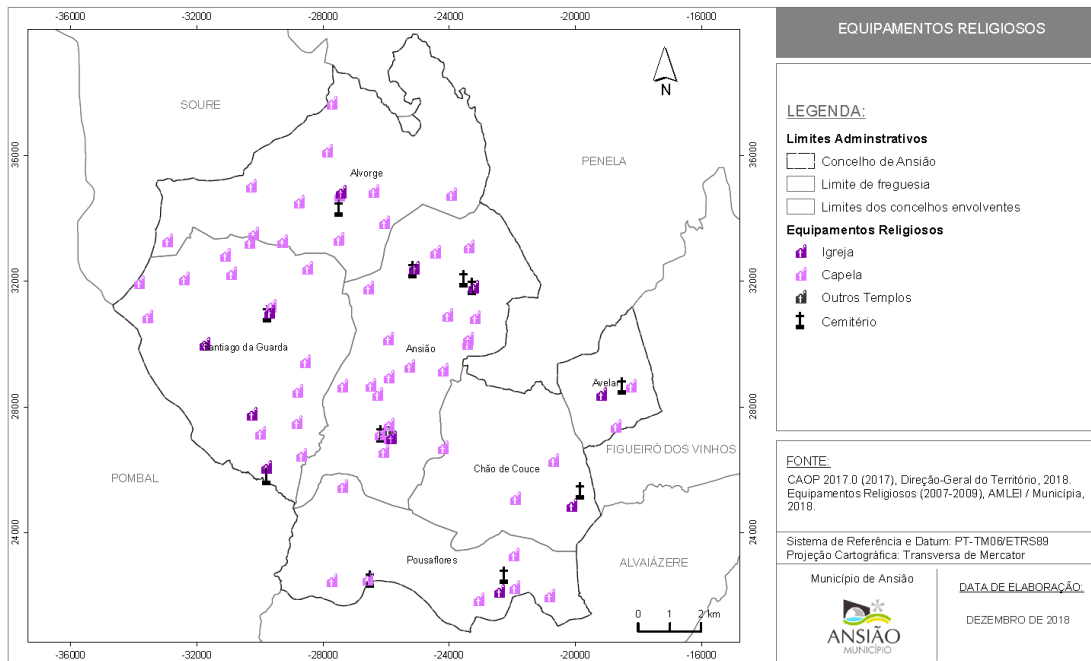 -36000 -32000 -28000 -24000 -20000 -16000
EQUIPAMENTOS RELIGIOSOS
SOURE
N
PENELA
36000
36000
Alvorge
32000
32000
Santiago da Guarda
Ansião
Avelar
28000
28000
FIGUEIRÓ DOS VINHOS
Chão de Couce
POMBAL
24000
24000
Pousaflores
ALVAIÁZERE
0 1 2 km
-36000 -32000 -28000 -24000 -20000 -16000
LEGENDA:
Limites Adminstrativos
Concelho de Ansião
Limite de freguesia
Limites dos concelhos envolventes
Equipamentos Religiosos
Igreja
Capela
Outros Templos
Cemitério
FONTE:
CAOP 2017.0 (2017), Direção-Geral do Território, 2018.
Equipamentos Religiosos (2007-2009), AMLEI / Município,
2018.
Sistema de Referência e Datum: PT-TM06/ETRS89
Projeção Cartográfica: Transversa de Mercator
Município de Ansião
ANSIÃO
MUNICÍPIO
DATA DE ELABORAÇÃO:
DEZEMBRO DE 2018